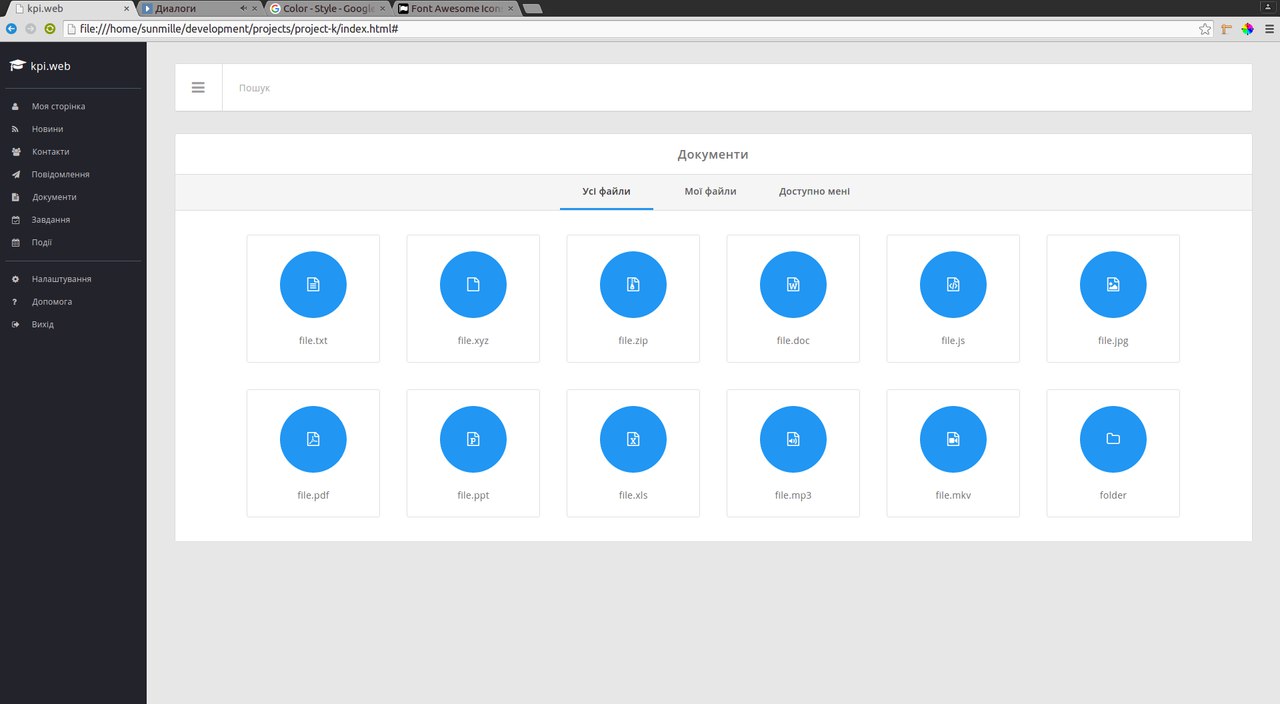 kpi.web
Диалоги
Color - Style - Google
Font Awesome Icon
file:///home/sunmille/development/projects/project-k/index.html#
kpi.web
Моя сторінка
Новини
Контакти
Повідомлення
Документи
Завдання
Події
Налаштування
? Допомога
Вихід
Пошук
Документи
Усі файли Мої файли Доступно мені
file.txt file.xyz file.zip file.doc file.js file.jpg
file.pdf file.ppt file.xls file.mp3 file.mkv folder